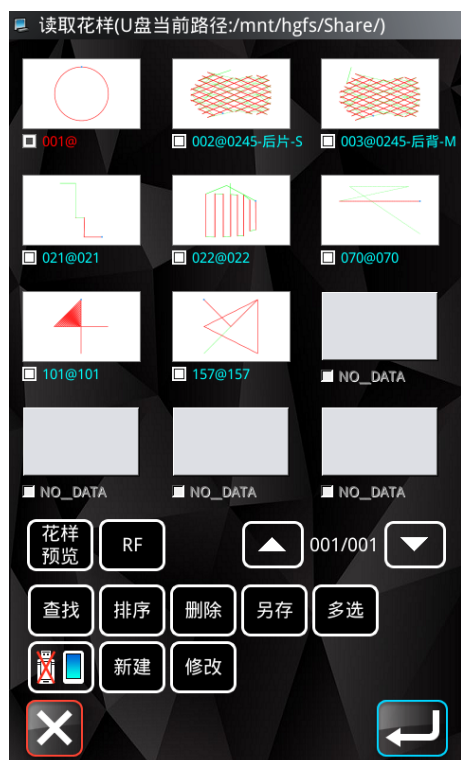 读取花样(U盘当前路径:/mnt/hgfs/Share/)
001@
002@0245-后片-S
003@0245-后背-M
021@021
022@022
070@070
101@101
157@157
NO_DATA
NO_DATA
NO_DATA
NO_DATA
花样
预览
RF
001/001
查找
排序
删除
另存
多选
新建
修改